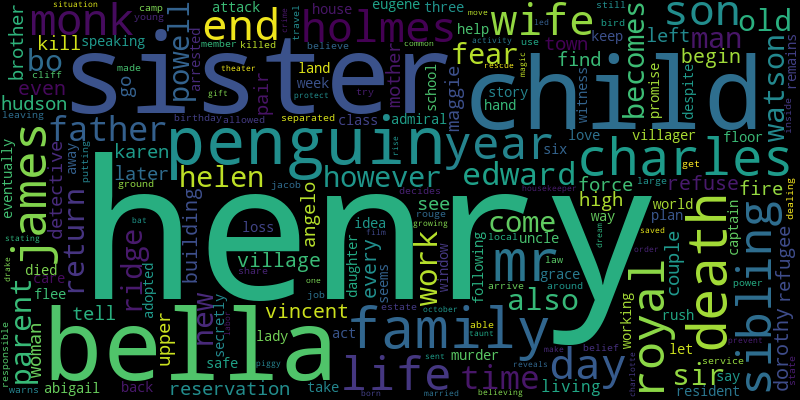 situation
camp
attack
eugene three
wife
son
old
monk
end
holmes
young
travel
house
brother
speaking
member
killed
help
bird
move
led
still
keep
left
man
kill
powell
arrested
believe
crime
fear
town
bo
sister
child
becomes
even
go
cliff
made
theater
land
mother
rescue
magic
use
find
begin
hudson
pair
week
school
story
promise
despite
watson
remains
inside
leaving
gift
protect
try
common
activity
hand
witness
birthday
allowed
separated
class
admiral
maggie
love
villager
floor
father
penguin
year
charles
karen
rise
six
get
james
detective
away
putting
later
helen
however
edward
force
high
refuse
fire
eventually
ground
jacob
decides
housekeeper
large
dealing
return
building
angelo
see
come
way
world
plan
bat
loss
idea
rouge
growing
uncle
dream
saved
captain
death
sibling
refugee
stating
died
ridge
henry
film
work
local
law
couple
order
care
village
every
seems
daughter
window
following
mr
grace
royal
flee
adopted
share
one
arrive
around
power
drake
parent
tell
new
secretly
job
estate
october
also
working
rush
dorothy
state
bella
vincent
family
able
belief
charlotte
let
prevent
responsible
woman
upper
lady
act
taunt
make
day
sir
service
safe
murder
say
warns
abigail
back
labor
piggy
life
sent
reveals
time
living
resident
reservation
take
born
married
believing